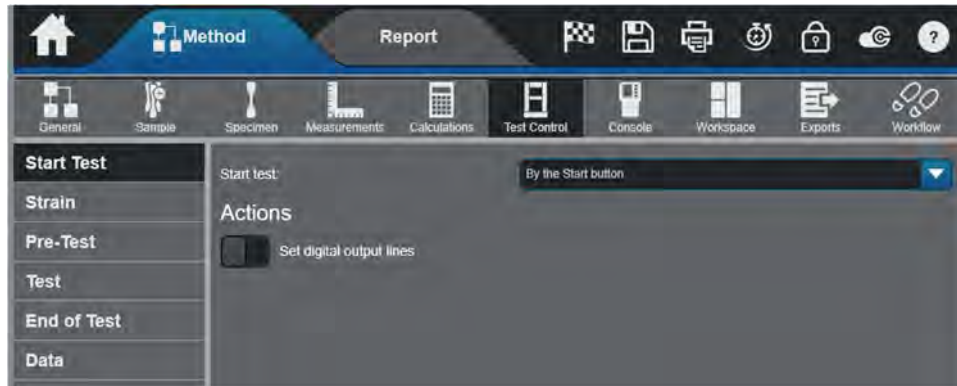 Method
Report
?
General
Sample
Specimen
Measurements
Calculations
Test Control
Console
Workspace
Exports
Workflow
Start Test
Strain
Pre-Test
Test
End of Test
Data
Start test:
By the Start button
Actions
Set digital output lines